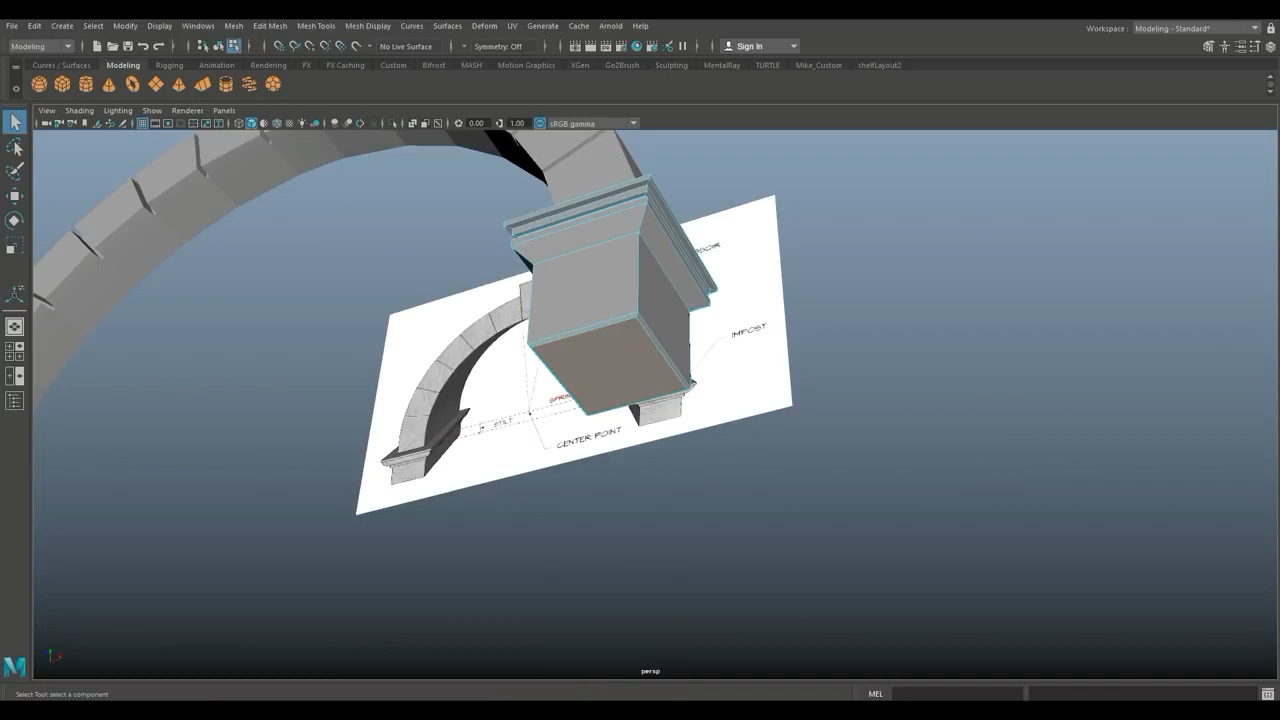 File Edit Create Select Modify Display Windows Mesh Edit Mesh Mesh Tools Mesh Display Curves Surfaces Deform UV Generate Cache Arnold Help
Workspace : Modeling - Standard*
Modeling No Live Surface Symmetry: Off Sign In
Curves / Surfaces Modeling Rigging Animation Rendering FX FX Caching Custom Bifrost MASH Motion Graphics XGen GoZBrush Sculpting MentalRay TURTLE Mike_Custom shelfLayout2
View Shading Lighting Show Renderer Panels
0.00 1.00 sRGB gamma
IMPOST
STILT
CENTER POINT
persp
Select Tool: select a component
MEL